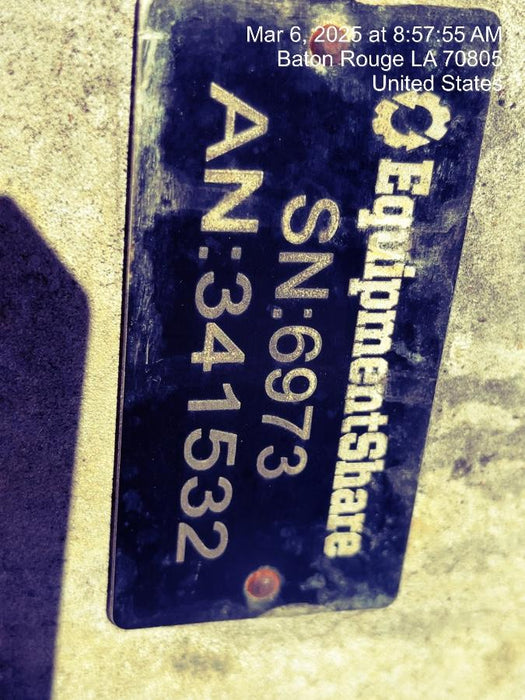 Mar 6, 2025 at 8:57:55 AM
Baton Rouge LA 70805
United States
EquipmentShare
SN:6973
AN:341532